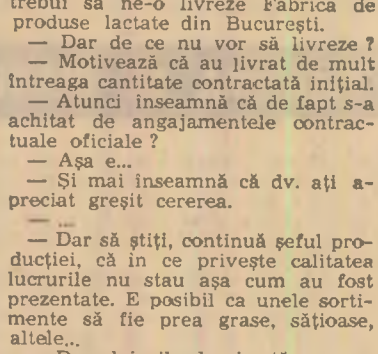 trebui să ne-o livreze Fabrica de
produse lactate din București.
— Dar de ce nu vor să livreze ?
— Motivează că au livrat de mult
întreaga cantitate contractată inițial.
— Atunci înseamnă că de fapt s-a
achitat de angajamentele contrac-
tuale oficiale ?
— Așa e...
— Și mai înseamnă că dv. ați a-
preciat greșit cererea.
— ...
— Dar să știți, continuă șeful pro-
ducției, că in ce privește calitatea
lucrurile nu stau așa cum au fost
prezentate. E posibil ca unele sorti-
mente să fie prea grase, sățioase,
altele...